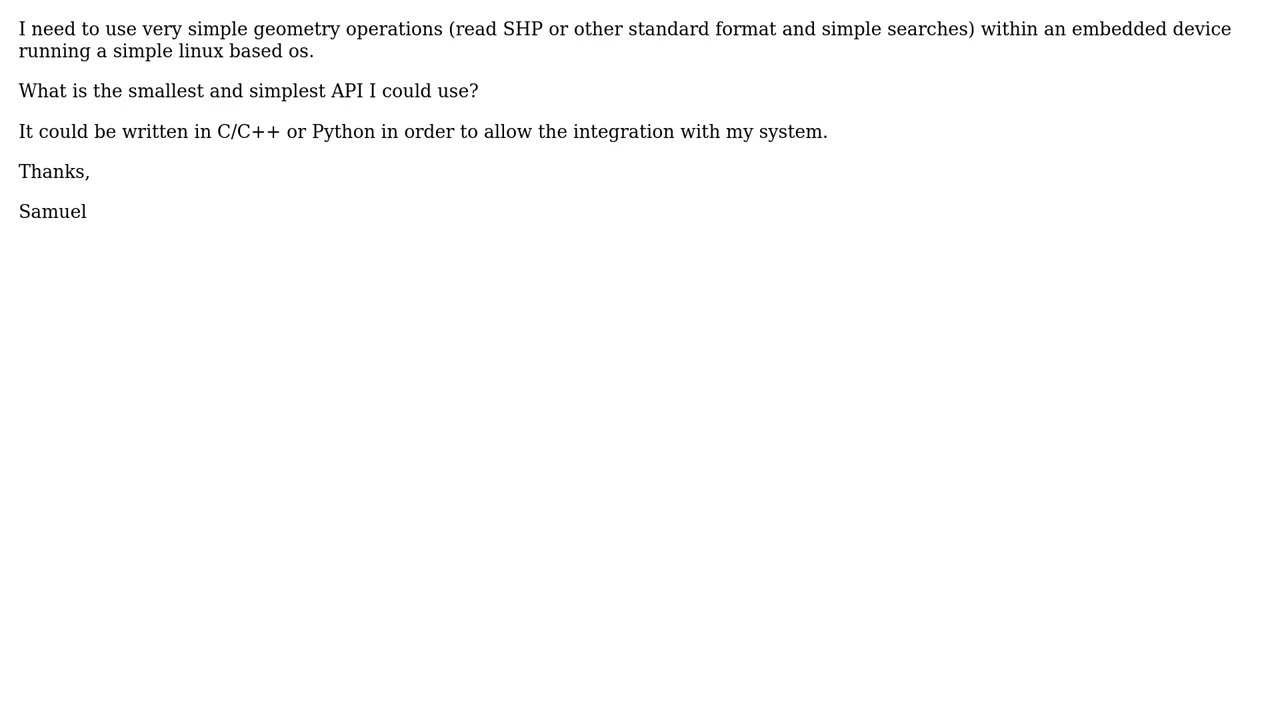 I need to use very simple geometry operations (read SHP or other standard format and simple searches) within an embedded device
running a simple linux based os.
What is the smallest and simplest API I could use?
It could be written in C/C++ or Python in order to allow the integration with my system.
Thanks,
Samuel